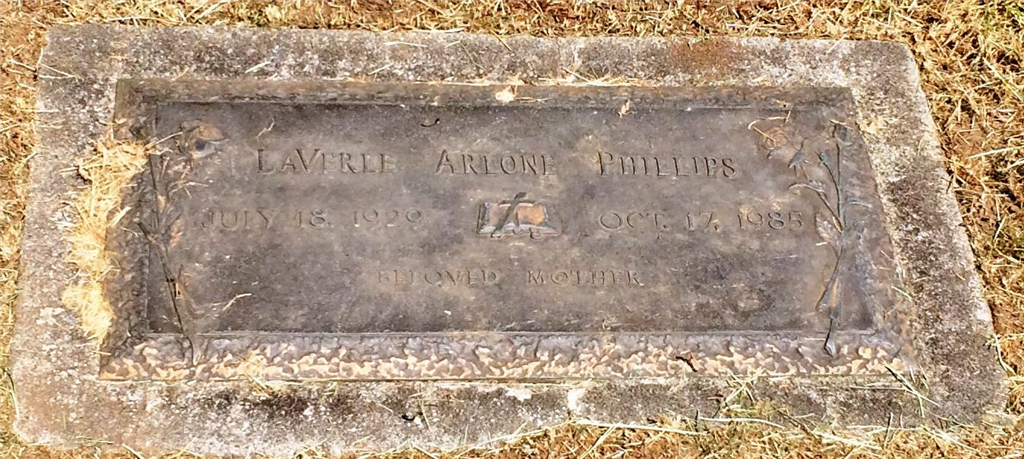 LAVERLE ARLONE PHILLIPS
JULY 18, 1929 OCT. 17, 1985
BELOVED MOTHER